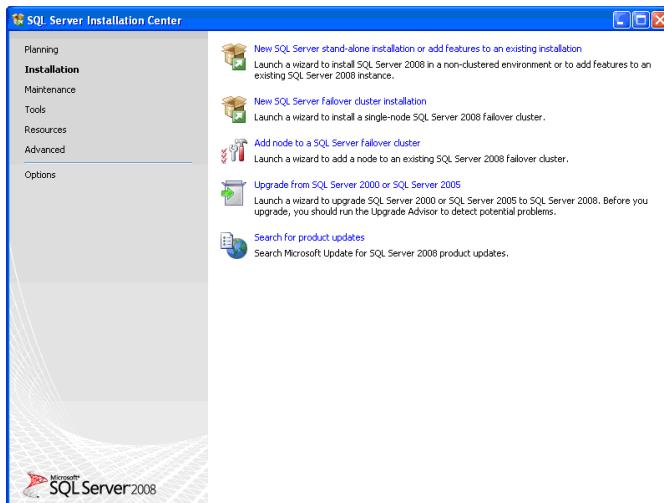 SQL Server Installation Center
Planning
Installation
Maintenance
Tools
Resources
Advanced
Options
New SQL Server stand-alone installation or add features to an existing installation
Launch a wizard to install SQL Server 2008 in a non-clustered environment or to add features to an
existing SQL Server 2008 instance.
New SQL Server failover cluster installation
Launch a wizard to install a single-node SQL Server 2008 failover cluster.
Add node to a SQL Server failover cluster
Launch a wizard to add a node to an existing SQL Server 2008 failover cluster.
Upgrade from SQL Server 2000 or SQL Server 2005
Launch a wizard to upgrade SQL Server 2000 or SQL Server 2005 to SQL Server 2008. Before you
upgrade, you should run the Upgrade Advisor to detect potential problems.
Search for product updates
Search Microsoft Update for SQL Server 2008 product updates.
Microsoft®
SQL Server 2008